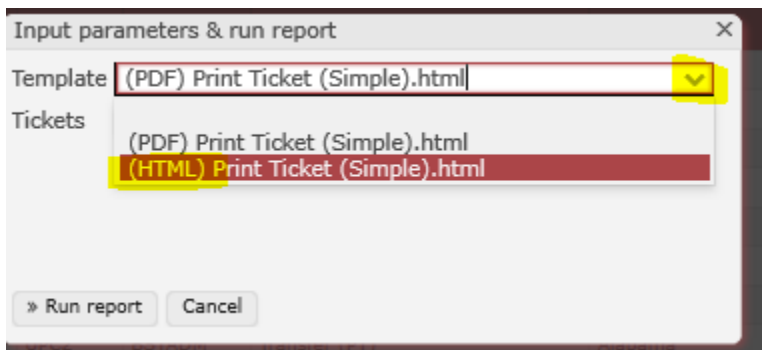 Input parameters & run report
Template (PDF) Print Ticket (Simple).html
Tickets
(PDF) Print Ticket (Simple).html
(HTML) Print Ticket (Simple).html
» Run report Cancel